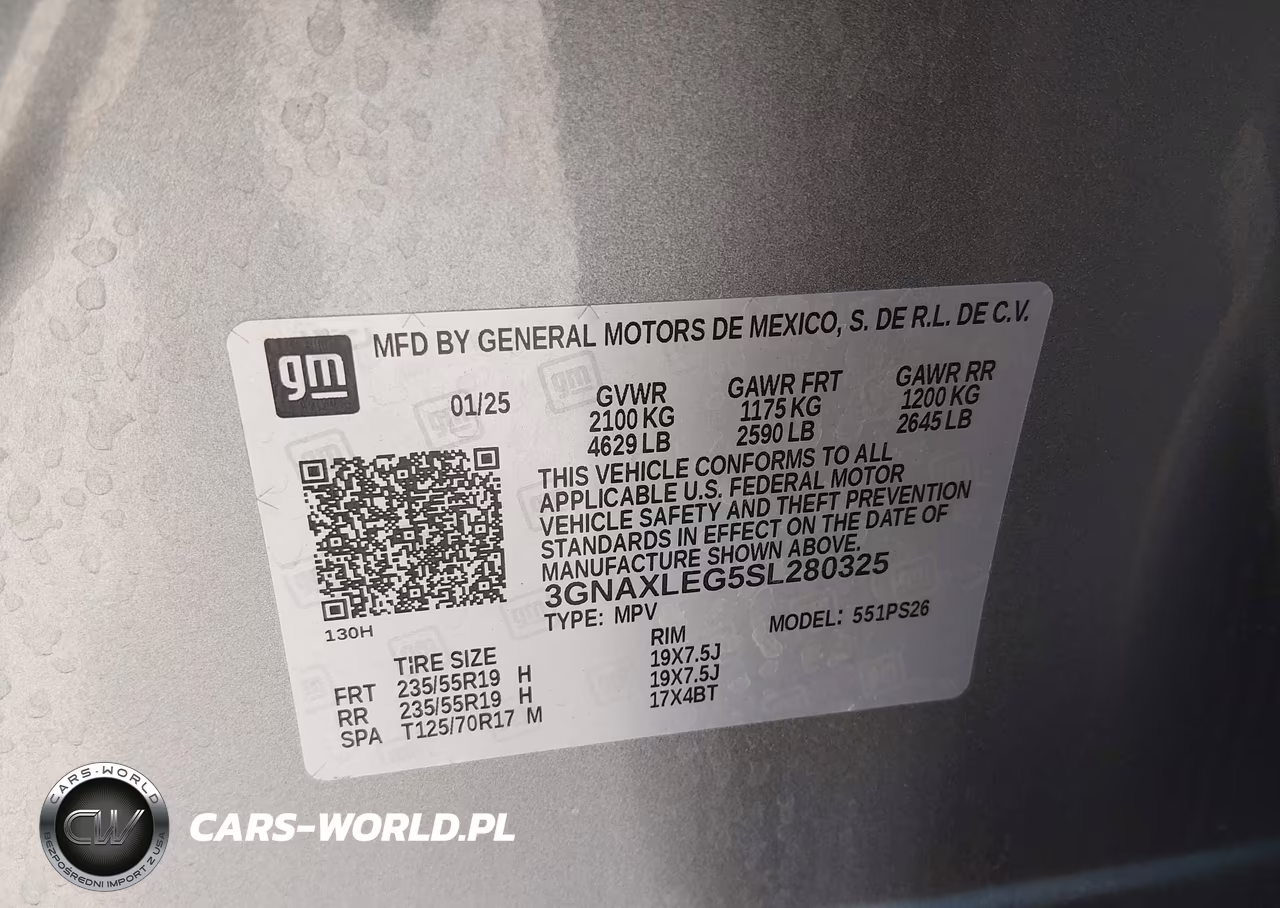 gm
MFD BY GENERAL MOTORS DE MEXICO, S. DE R.L. DE C.V.
01/25
GVWR
2100 KG
4629 LB
GAWR FRT
1175 KG
2590 LB
GAWR RR
1200 KG
2645 LB
THIS VEHICLE CONFORMS TO ALL
APPLICABLE U.S. FEDERAL MOTOR
VEHICLE SAFETY AND THEFT PREVENTION
STANDARDS IN EFFECT ON THE DATE OF
MANUFACTURE SHOWN ABOVE.
3GNAXLEG5SL280325
TYPE: MPV MODEL: 551PS26
130H
TIRE SIZE RIM
FRT 235/55R19 H 19X7.5J
RR 235/55R19 H 19X7.5J
SPA T125/70R17 M 17X4BT
CARS-WORLD
CW
BEZPOŚREDNI IMPORT Z USA
CARS-WORLD.PL